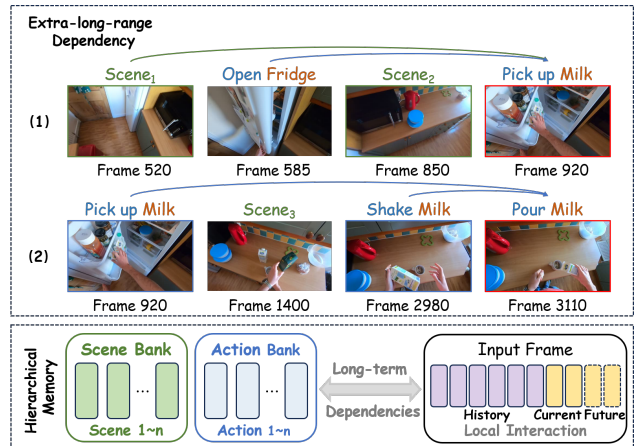 Extra-long-range
Dependency
Scene1 Open Fridge Scene2 Pick up Milk
(1)
Frame 520 Frame 585 Frame 850 Frame 920
Pick up Milk Scene3 Shake Milk Pour Milk
(2)
Frame 920 Frame 1400 Frame 2980 Frame 3110
Hierarchical
Memory
Scene Bank
...
Scene 1~n
Action Bank
...
Action 1~n
Long-term
Dependencies
Input Frame
History Current Future
Local Interaction